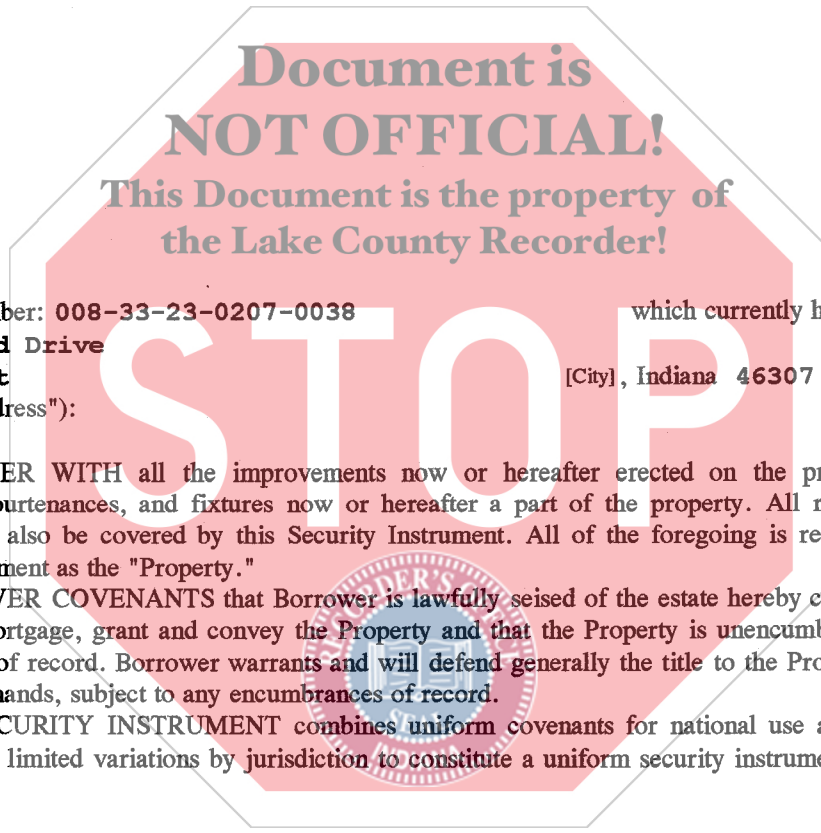 Document is
NOT OFFICIAL!
This Document is the property of
the Lake County Recorder!
ber: 008-33-23-0207-0038 which currently h
d Drive
t [City], Indiana 46307
dress"):
STOP
ER WITH all the improvements now or hereafter erected on the pr
purtenances, and fixtures now or hereafter a part of the property. All r
also be covered by this Security Instrument. All of the foregoing is re
ment as the "Property."
VER COVENANTS that Borrower is lawfully seised of the estate hereby c
ortgage, grant and convey the Property and that the Property is unencumb
of record. Borrower warrants and will defend generally the title to the Pro
nands, subject to any encumbrances of record.
CURITY INSTRUMENT combines uniform covenants for national use a
limited variations by jurisdiction to constitute a uniform security instrume
SEAL
INDIANA